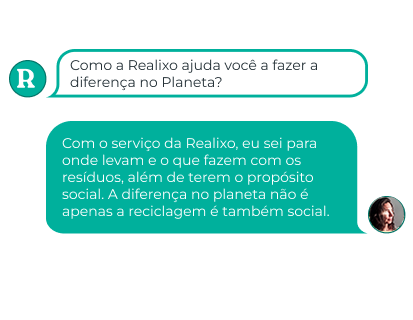 R
Como a Realixo ajuda você a fazer a
diferença no Planeta?
Com o serviço da Realixo, eu sei para
onde levam e o que fazem com os
resíduos, além de terem o propósito
social. A diferença no planeta não é
apenas a reciclagem é também social.